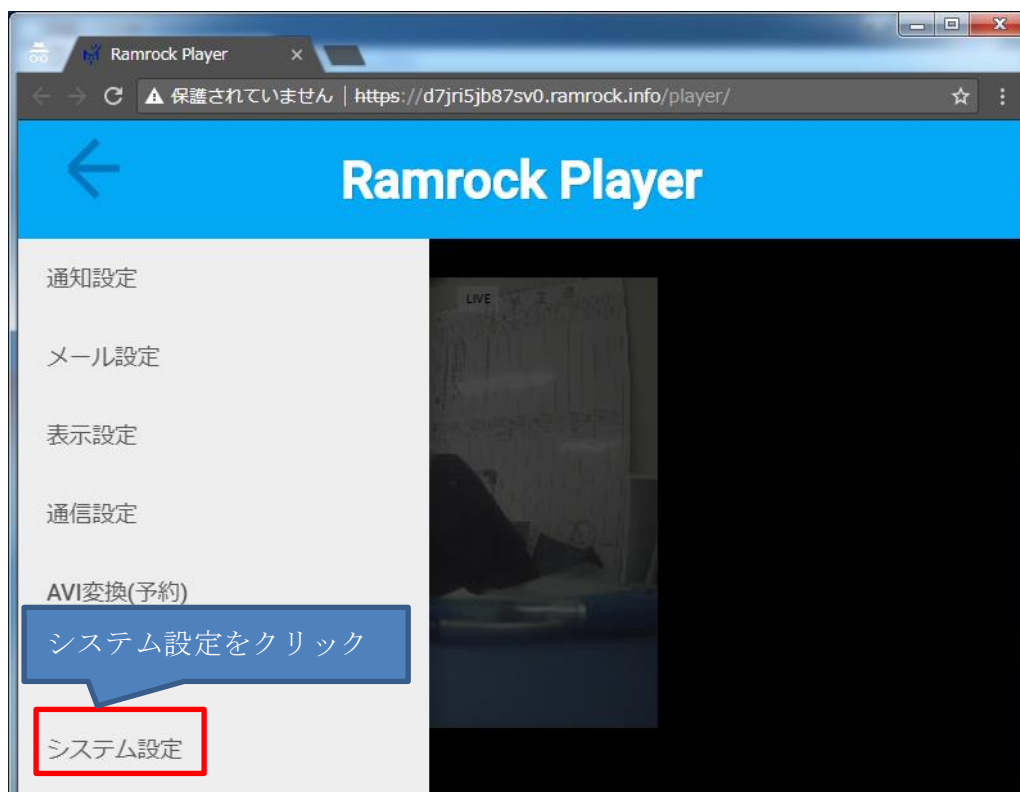 Ramrock Player
保護されていません | https://d7jri5jb87sv0.ramrock.info/player/
Ramrock Player
通知設定
LIVE
メール設定
表示設定
通信設定
AVI変換(予約)
システム設定をクリック
システム設定